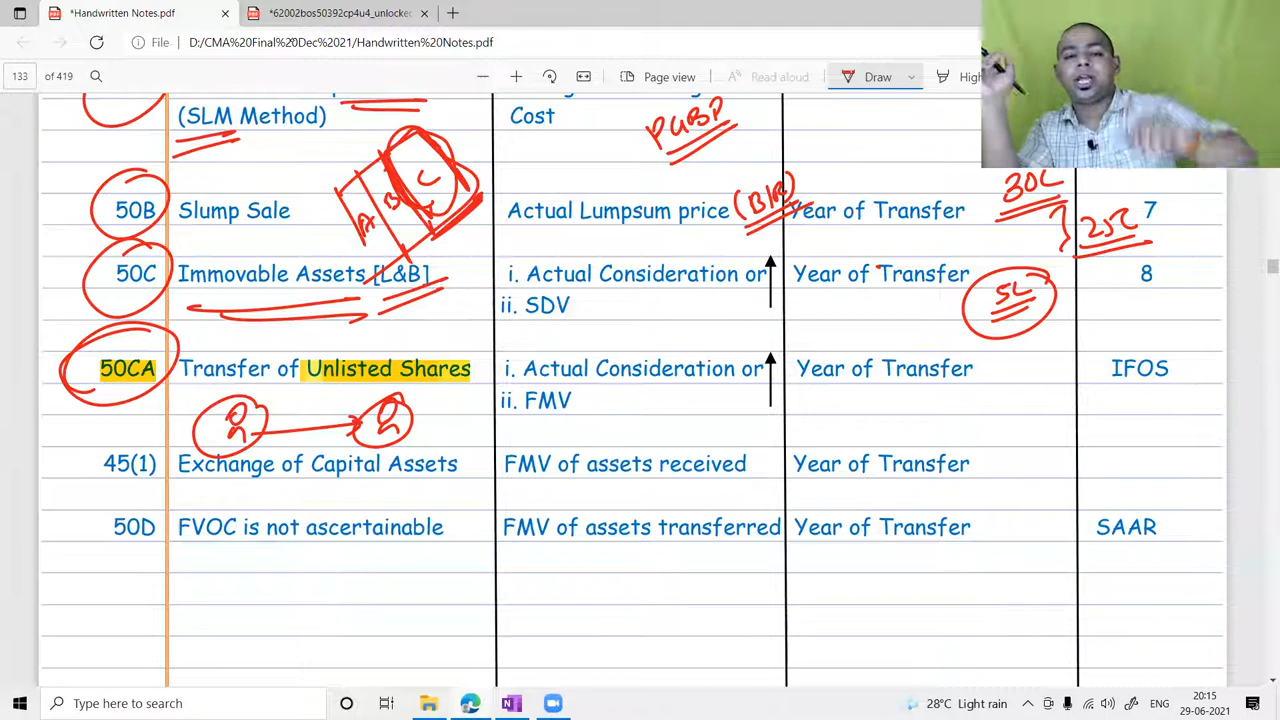 *Handwritten Notes.pdf
*62002bos50392cp4u4_unlocked
File
D:/CMA%20Final%20Dec%2021/Handwritten%20Notes.pdf
133 of 419
Page view
Read aloud
Draw
High
(SLM Method)
Cost
PGBP
50B Slump Sale Actual Lumpsum price (B/R) Year of Transfer 30L 7
A B C
25L
50C Immovable Assets [L&B] i. Actual Consideration or Year of Transfer 8
ii. SDV
5L
50CA Transfer of Unlisted Shares i. Actual Consideration or Year of Transfer IFOS
ii. FMV
45(1) Exchange of Capital Assets FMV of assets received Year of Transfer
50D FVOC is not ascertainable FMV of assets transferred Year of Transfer SAAR
Type here to search
28°C Light rain
20:15
29-06-2021